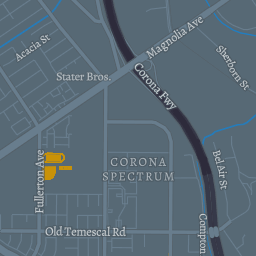 Acacia St
Magnolia Ave
Sherborn St
Stater Bros.
Corona Fwy
Bel Air St
Fullerton Ave
CORONA
SPECTRUM
Old Temescal Rd
Compton